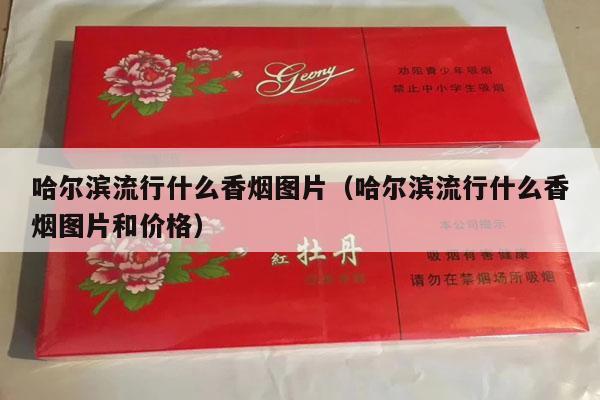 Geony
劝阻青少年吸烟
禁止中小学生吸烟
哈尔滨流行什么香烟图片（哈尔滨流行什么香
烟图片和价格）
本公司提示
紅牡丹
吸烟有害健康
请勿在禁烟场所吸烟